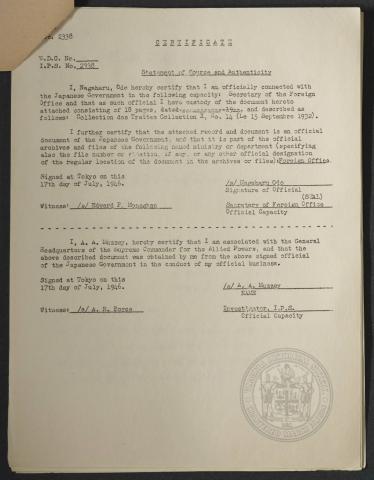 2338
C E R T I F I C A T E
W.D.C. No.
I.P.S. No. 2338
Statement of Source and Authenticity
I, Nagaharu, Odo hereby certify that I am officially connected with
the Japanese Government in the following capacity: Secretary of the Foreign
Office and that as such official I have custody of the document hereto
attached consisting of 18 pages, dated 1932, and described as
follows: Collection des Traites Collection X, No. 14 (Le 15 Septembre 1932).
I further certify that the attached record and document is an official
document of the Japanese Government, and that it is part of the official
archives and files of the following named ministry or department (specifying
also the file number or citation, if any, or any other official designation
of the regular location of the document in the archives or files):Foreign Office.
Signed at Tokyo on this
17th day of July, 1946.
/s/ Nagaharu Odo
Signature of Official
(SEAL)
Witness: /s/ Edward P. Monaghan
Secretary of Foreign Office
Official Capacity
I, A. A. Muzzey, hereby certify that I am associated with the General
Headquarters of the Supreme Commander for the Allied Powers, and that the
above described document was obtained by me from the above signed official
of the Japanese Government in the conduct of my official business.
Signed at Tokyo on this
17th day of July, 1946.
/s/ A. A. Muzzey
NAME
Witness: /s/
Investigator, I.P.S.
Official Capacity